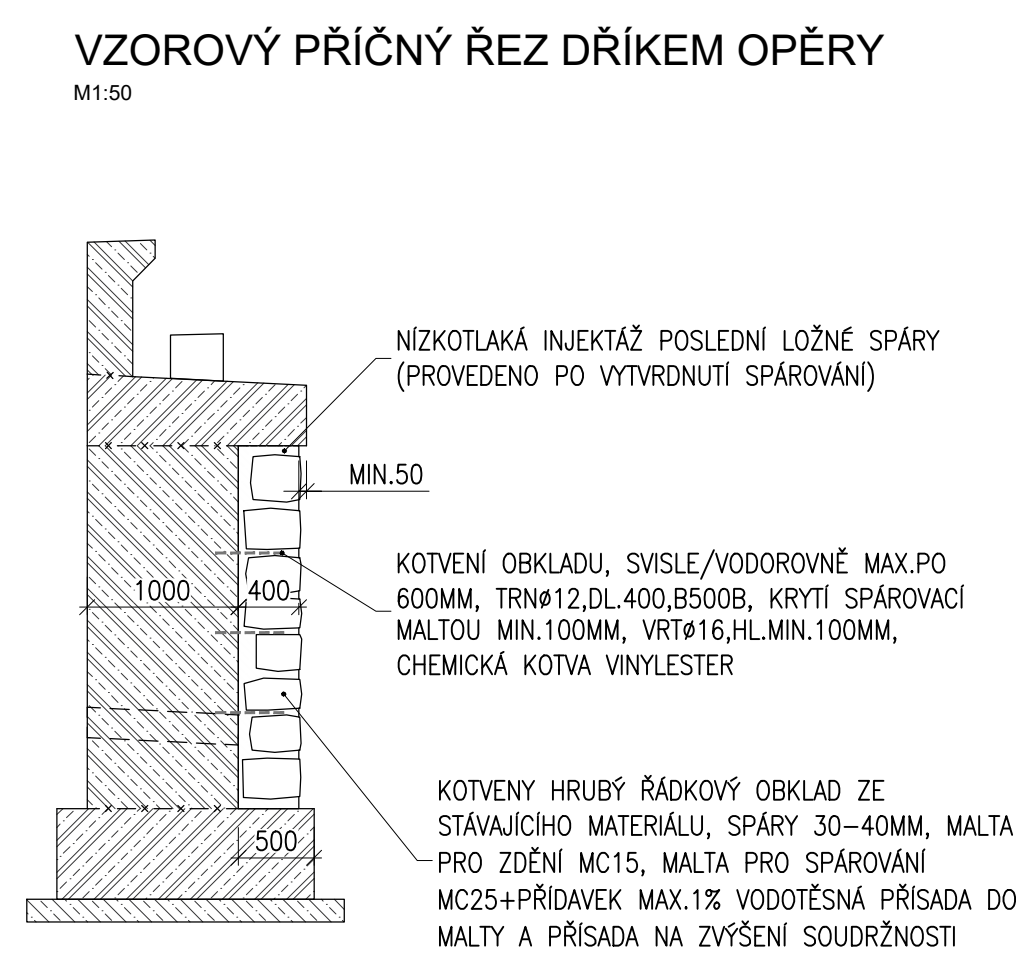 VZOROVÝ PŘÍČNÝ ŘEZ DŘÍKEM OPĚRY
M1:50
NÍZKOTLAKÁ INJEKTÁŽ POSLEDNÍ LOŽNÉ SPÁRY
(PROVEDENO PO VYTVRDNUTÍ SPÁROVÁNÍ)
MIN.50
KOTVENÍ OBKLADU, SVISLE/VODOROVNĚ MAX.PO
600MM, TRNø12,DL.400,B500B, KRYTÍ SPÁROVACÍ
MALTOU MIN.100MM, VRTø16,HL.MIN.100MM,
CHEMICKÁ KOTVA VINYLESTER
1000
400
KOTVENY HRUBÝ ŘÁDKOVÝ OBKLAD ZE
STÁVAJÍCÍHO MATERIÁLU, SPÁRY 30-40MM, MALTA
PRO ZDĚNÍ MC15, MALTA PRO SPÁROVÁNÍ
MC25+PŘÍDAVEK MAX.1% VODOTĚSNÁ PŘÍSADA DO
MALTY A PŘÍSADA NA ZVÝŠENÍ SOUDRŽNOSTI
500